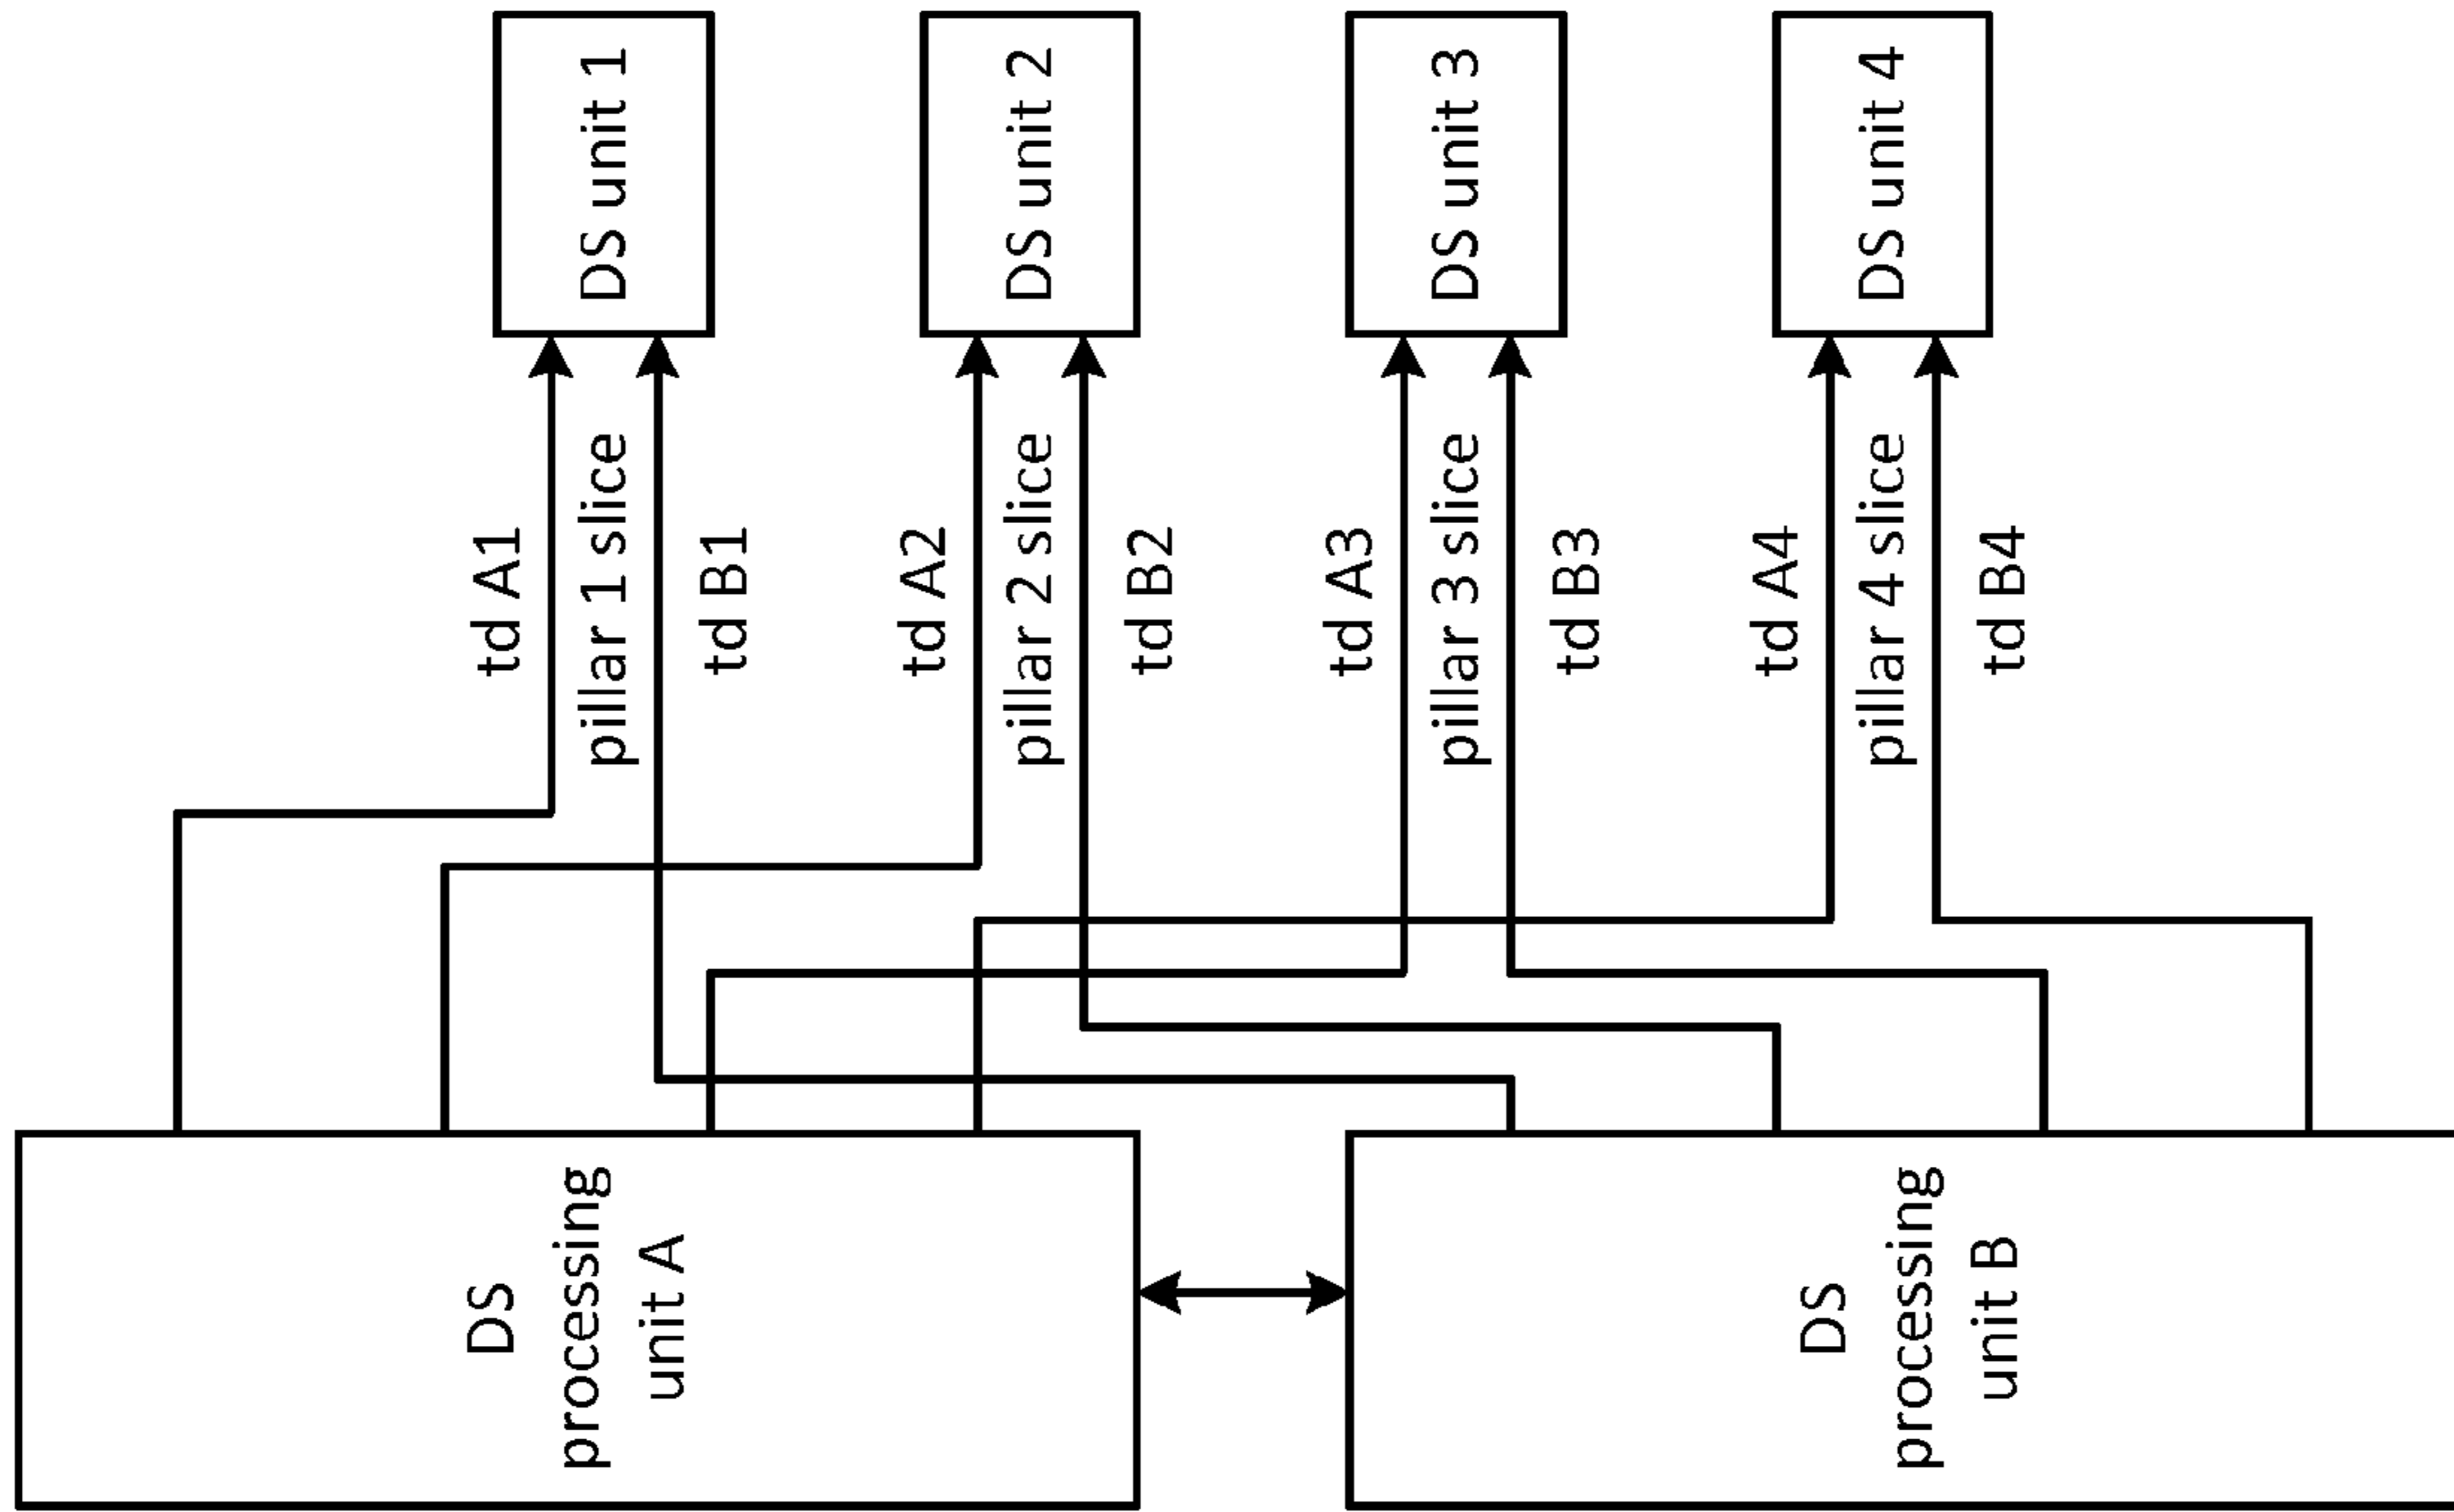 DS
processing
unit A
DS
processing
unit B
td A1
pillar 1 slice
td B1
td A2
pillar 2 slice
td B2
td A3
pillar 3 slice
td B3
td A4
pillar 4 slice
td B4
DS unit 1
DS unit 2
DS unit 3
DS unit 4